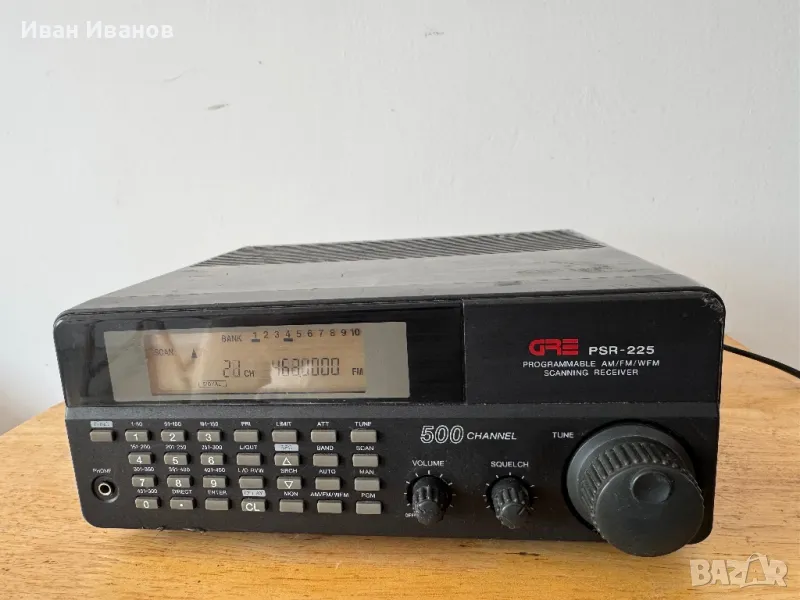 Иван Иванов
BANK 1 2 3 4 5 6 7 8 9 10
SCAN
CH 463.0000 FM
GRE PSR-225
PROGRAMMABLE AM/FM/WFM
SCANNING RECEIVER
500 CHANNEL
TUNE
VOLUME SQUELCH
OFF
1-50 51-100 101-150 PRI LIMIT ATT TUNE
1 2 3
151-200 201-250 251-300 L/OUT BAND SCAN
4 5 6
301-350 351-400 401-450 L/O RVW SRCH AUTO MAN
7 8 9
451-500 DIRECT ENTER DELAY MON AM/FM/WFM PGM
0 . CL
PHONE
BAZAR